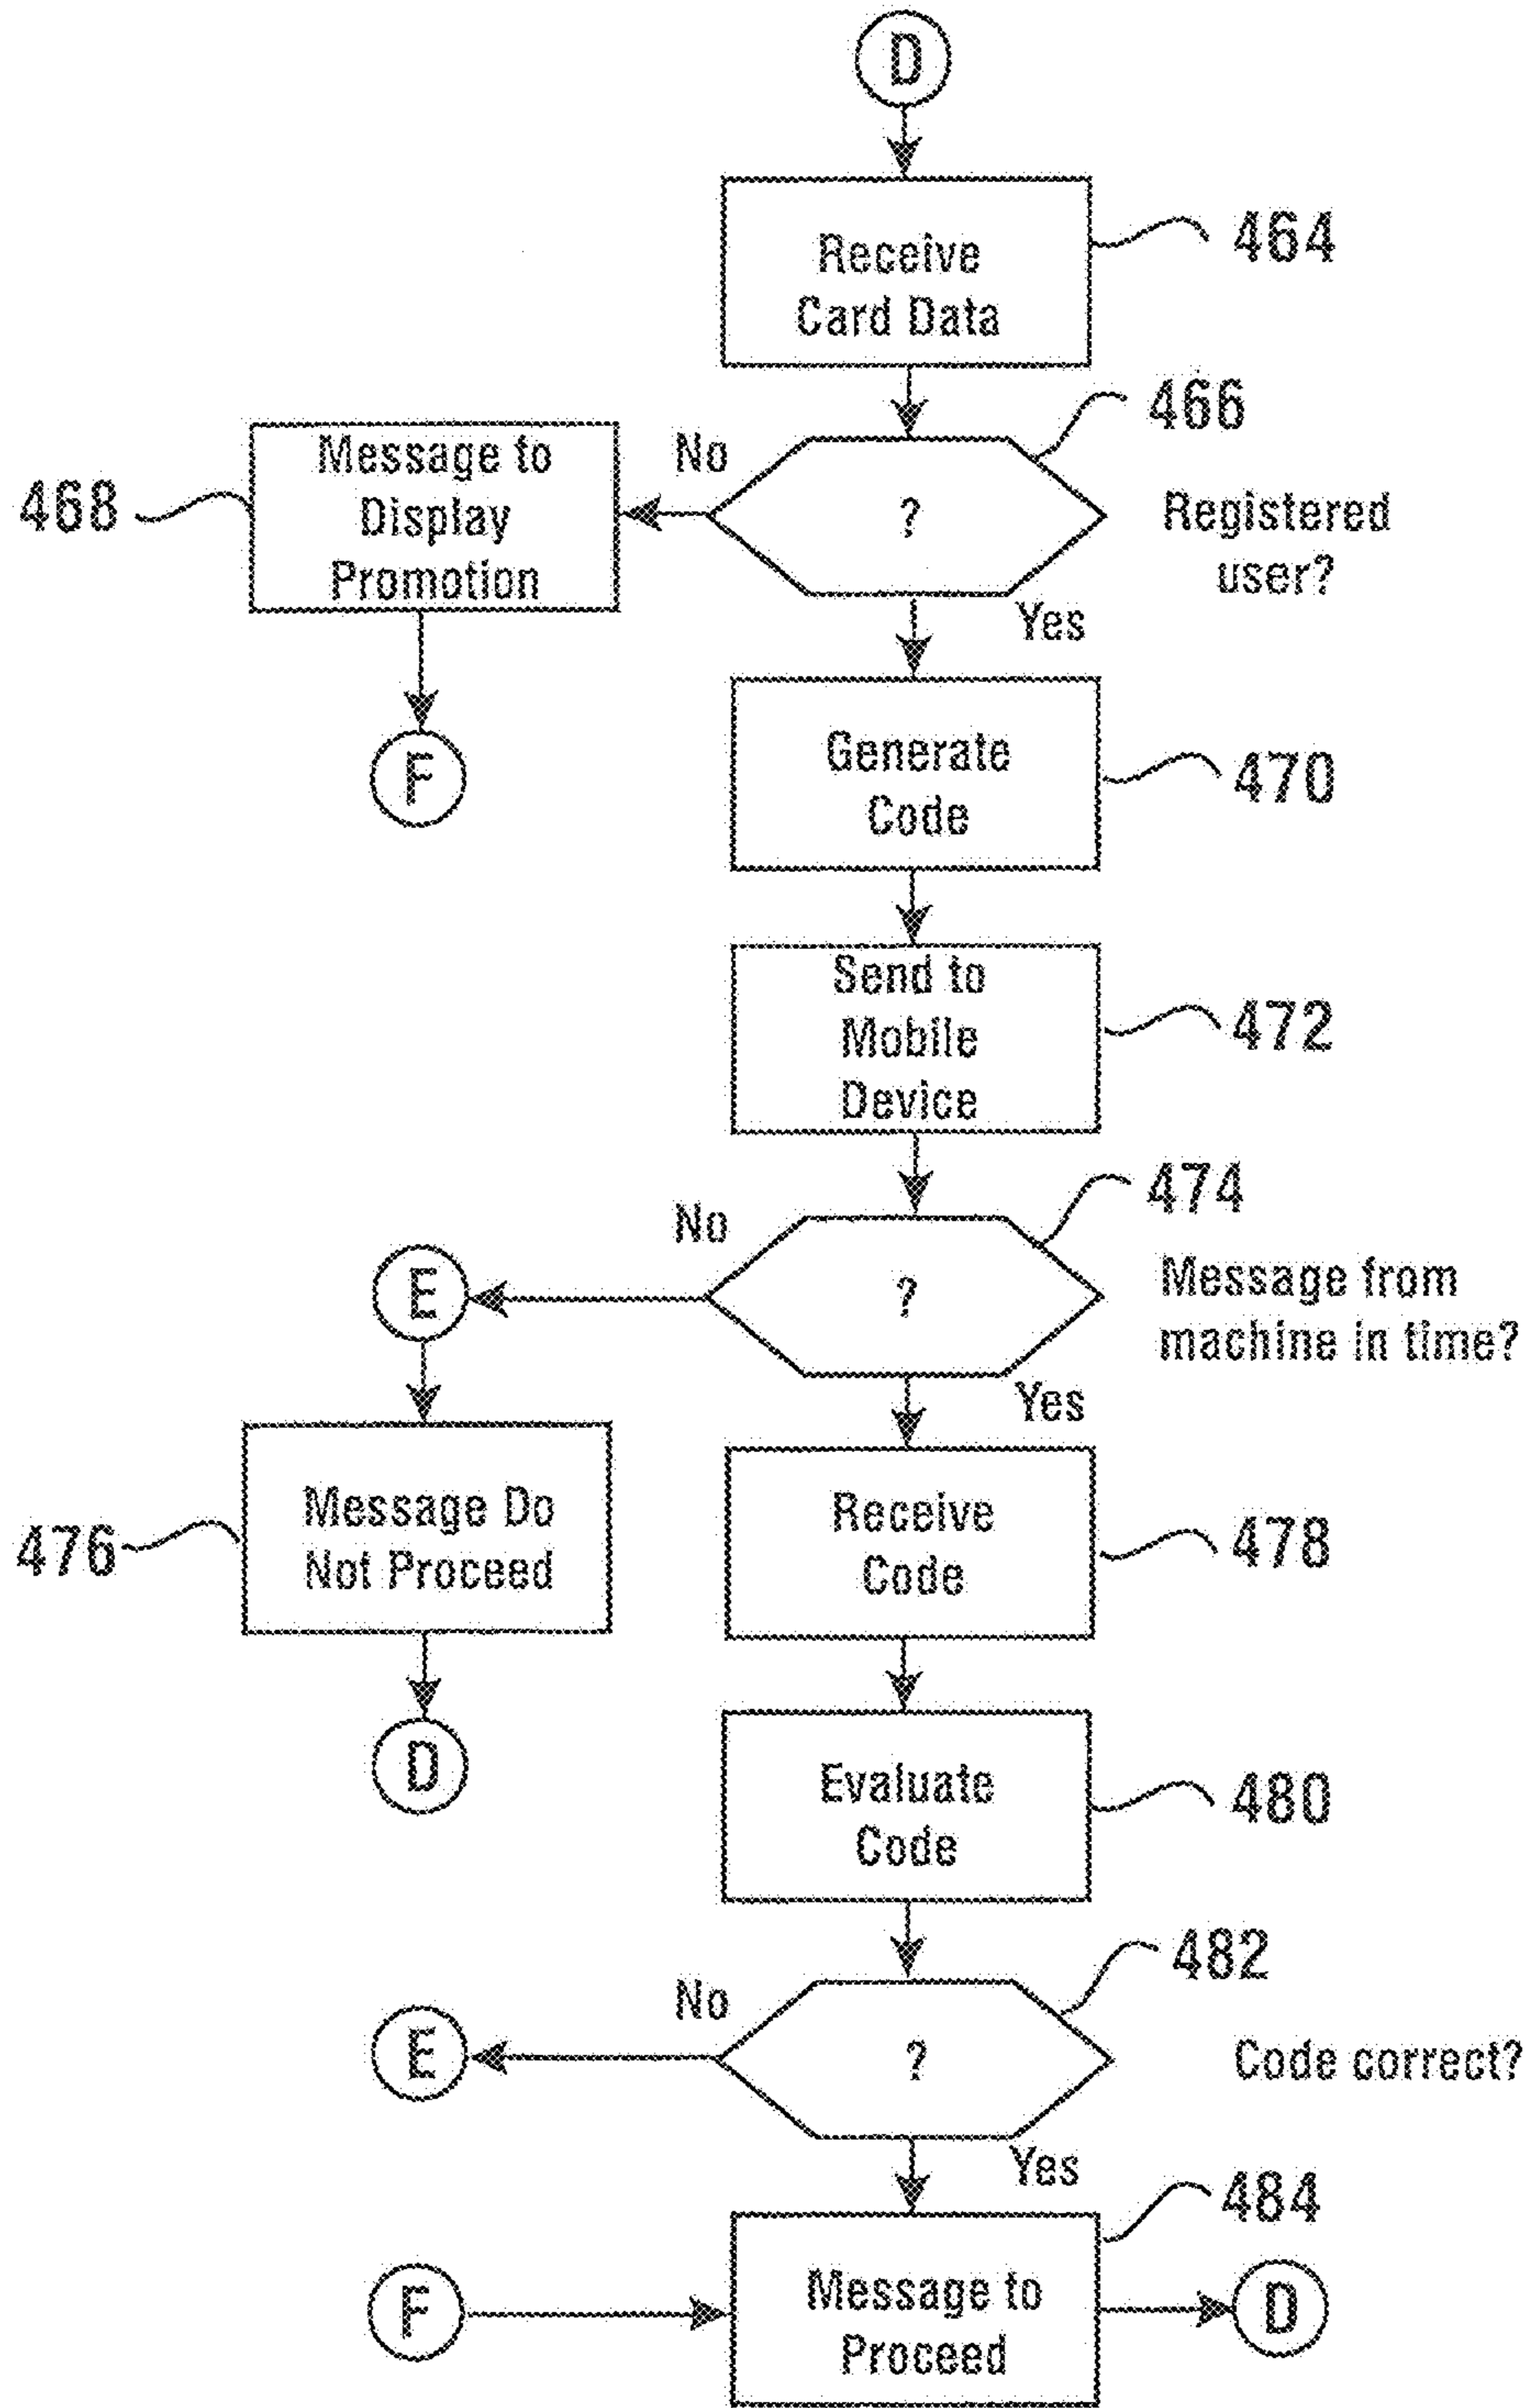 D
Receive
Card Data
464
466
No
?
Registered
user?
Yes
Message to
Display
Promotion
468
F
Generate
Code
470
Send to
Mobile
Device
472
474
No
?
Message from
machine in time?
Yes
E
Message Do
Not Proceed
476
D
Receive
Code
478
Evaluate
Code
480
482
No
?
Code correct?
Yes
E
484
F
Message to
Proceed
D